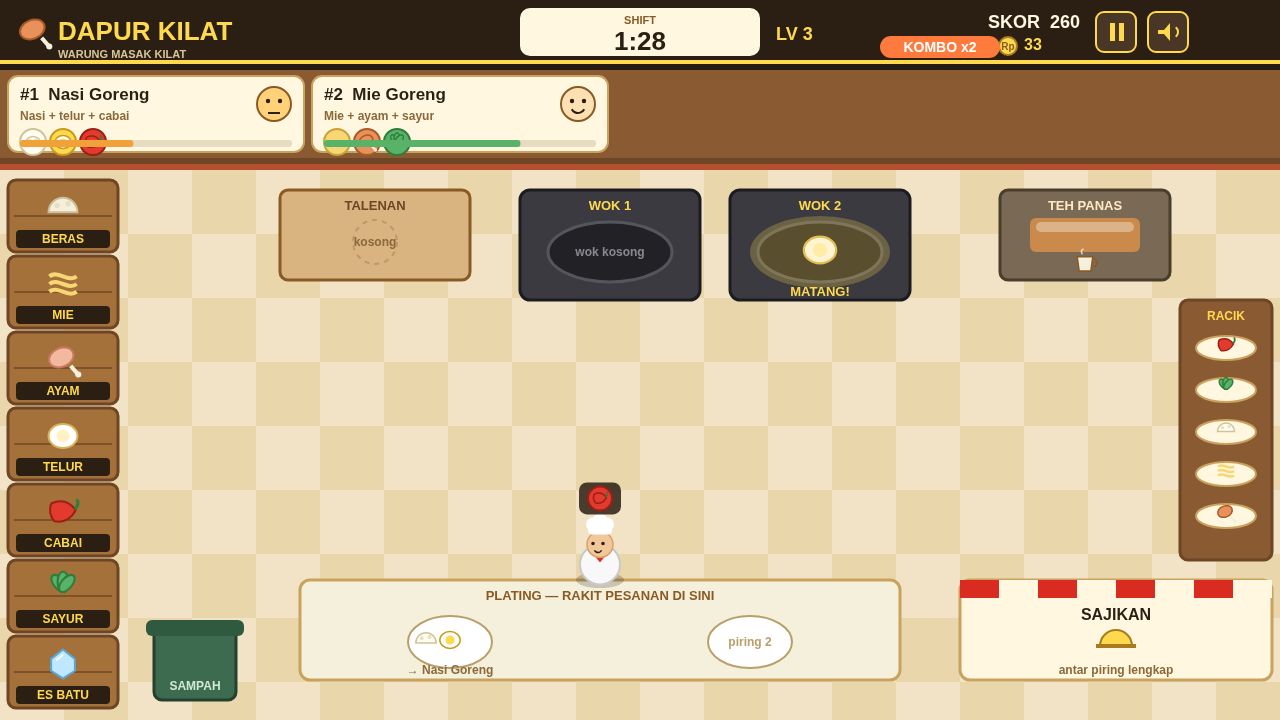 DAPUR KILAT
WARUNG MASAK KILAT
SHIFT
1:28
LV 3
SKOR 260
KOMBO x2
Rp 33
#1 Nasi Goreng
Nasi + telur + cabai
#2 Mie Goreng
Mie + ayam + sayur
BERAS
MIE
AYAM
TELUR
CABAI
SAYUR
ES BATU
TALENAN
kosong
WOK 1
wok kosong
WOK 2
MATANG!
TEH PANAS
RACIK
SAMPAH
PLATING — RAKIT PESANAN DI SINI
→ Nasi Goreng
piring 2
SAJIKAN
antar piring lengkap